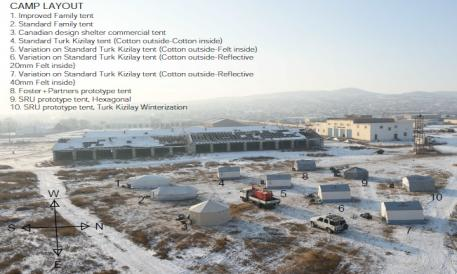 CAMP LAYOUT
1. Improved Family tent
2. Standard Family tent
3. Canadian design shelter commercial tent
4. Standard Turk Kizilay tent (Cotton outside-Cotton inside)
5. Variation on Standard Turk Kizilay tent (Cotton outside-Felt inside)
6. Variation on Standard Turk Kizilay tent (Cotton outside-Reflective
20mm Felt inside)
7. Variation on Standard Turk Kizilay tent (Cotton outside-Reflective
40mm Felt inside)
8. Foster+Partners prototype tent
9. SRU prototype tent, Hexagonal
10. SRU prototype tent, Turk Kizilay Winterization
1
2
3
4
5
6
7
8
9
10
W
S
N
E